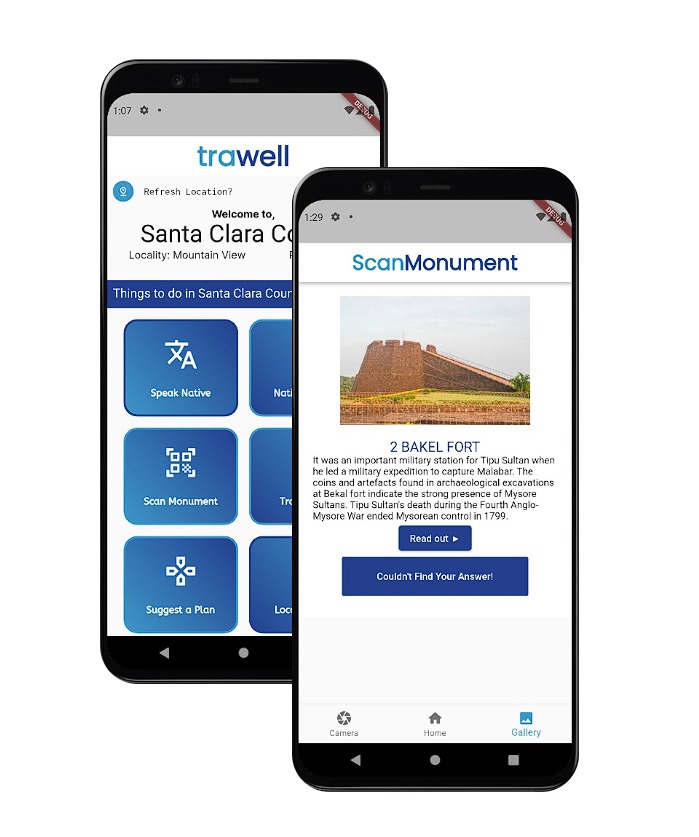 1:07
DEBUG
trawell
Refresh Location?
Welcome to,
Santa Clara Co
Locality: Mountain View
Things to do in Santa Clara Coun
Speak Native
Nati
Scan Monument
Tra
Suggest a Plan
Loca
1:29
DEBUG
ScanMonument
2 BAKEL FORT
It was an important military station for Tipu Sultan when
he led a military expedition to capture Malabar. The
coins and artefacts found in archaeological excavations
at Bekal fort indicate the strong presence of Mysore
Sultans. Tipu Sultan's death during the Fourth Anglo-
Mysore War ended Mysorean control in 1799.
Read out ►
Couldn't Find Your Answer!
Camera
Home
Gallery